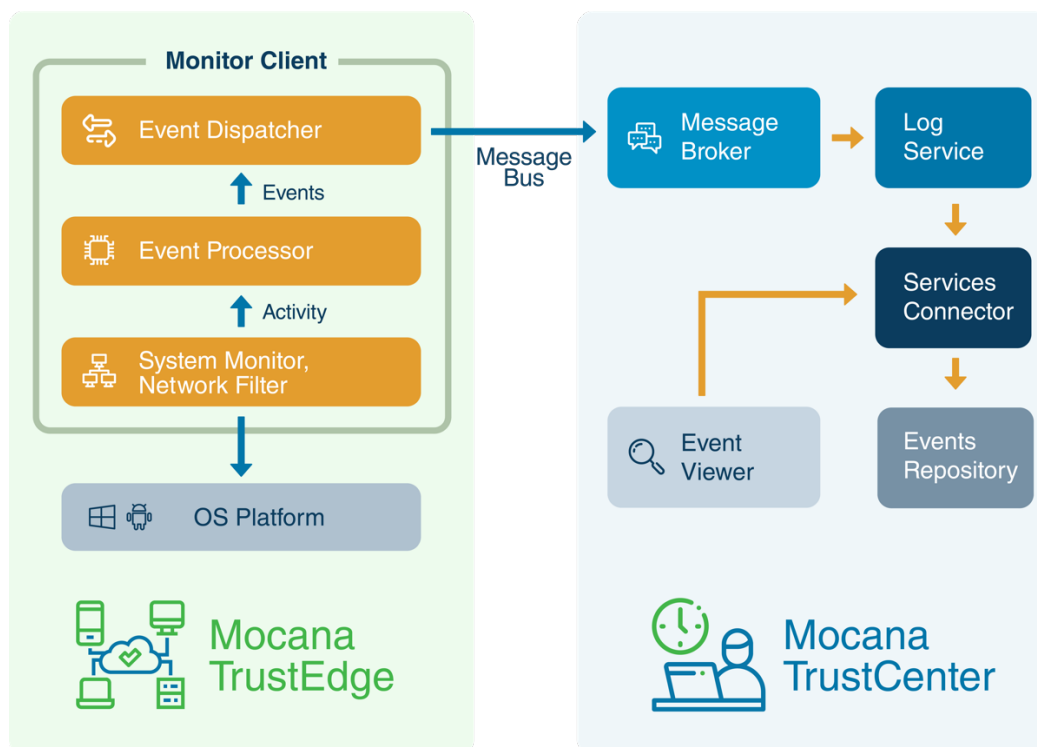 Monitor Client
Event Dispatcher
Events
Event Processor
Activity
System Monitor,
Network Filter
OS Platform
Mocana
TrustEdge
Message
Bus
Message
Broker
Log
Service
Services
Connector
Event
Viewer
Events
Repository
Mocana
TrustCenter